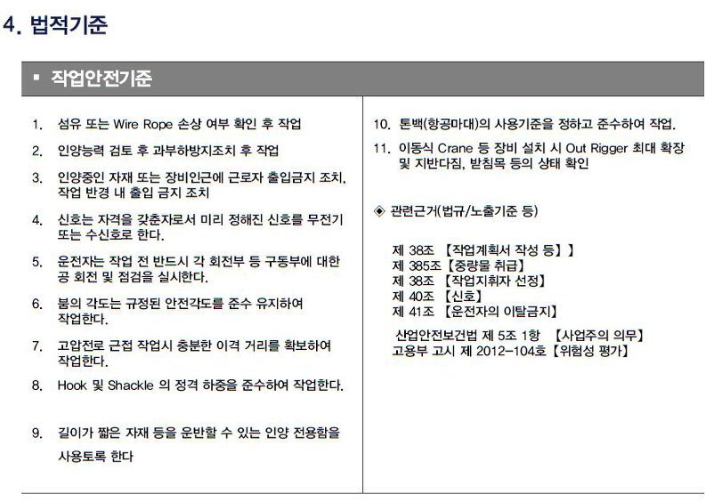 4. 법적기준
▪ 작업안전기준
1. 섬유 또는 Wire Rope 손상 여부 확인 후 작업
2. 인양능력 검토 후 과부하방지조치 후 작업
3. 인양중인 자재 또는 장비인근에 근로자 출입금지 조치,
작업 반경 내 출입 금지 조치
4. 신호는 자격을 갖춘자로서 미리 정해진 신호를 무전기
또는 수신호로 한다.
5. 운전자는 작업 전 반드시 각 회전부 등 구동부에 대한
공 회전 및 점검을 실시한다.
6. 붐의 각도는 규정된 안전각도를 준수 유지하여
작업한다.
7. 고압전로 근접 작업시 충분한 이격 거리를 확보하여
작업한다.
8. Hook 및 Shackle 의 정격 하중을 준수하여 작업한다.
9. 길이가 짧은 자재 등을 운반할 수 있는 인양 전용함을
사용토록 한다
10. 톤백(항공마대)의 사용기준을 정하고 준수하여 작업.
11. 이동식 Crane 등 장비 설치 시 Out Rigger 최대 확장
및 지반다짐, 받침목 등의 상태 확인
◈ 관련근거(법규/노출기준 등)
제 38조 【작업계획서 작성 등】】
제 385조【중량물 취급】
제 38조 【작업지휘자 선정】
제 40조 【신호】
제 41조 【운전자의 이탈금지】
산업안전보건법 제 5조 1항 【사업주의 의무】
고용부 고시 제 2012-104호【위험성 평가】